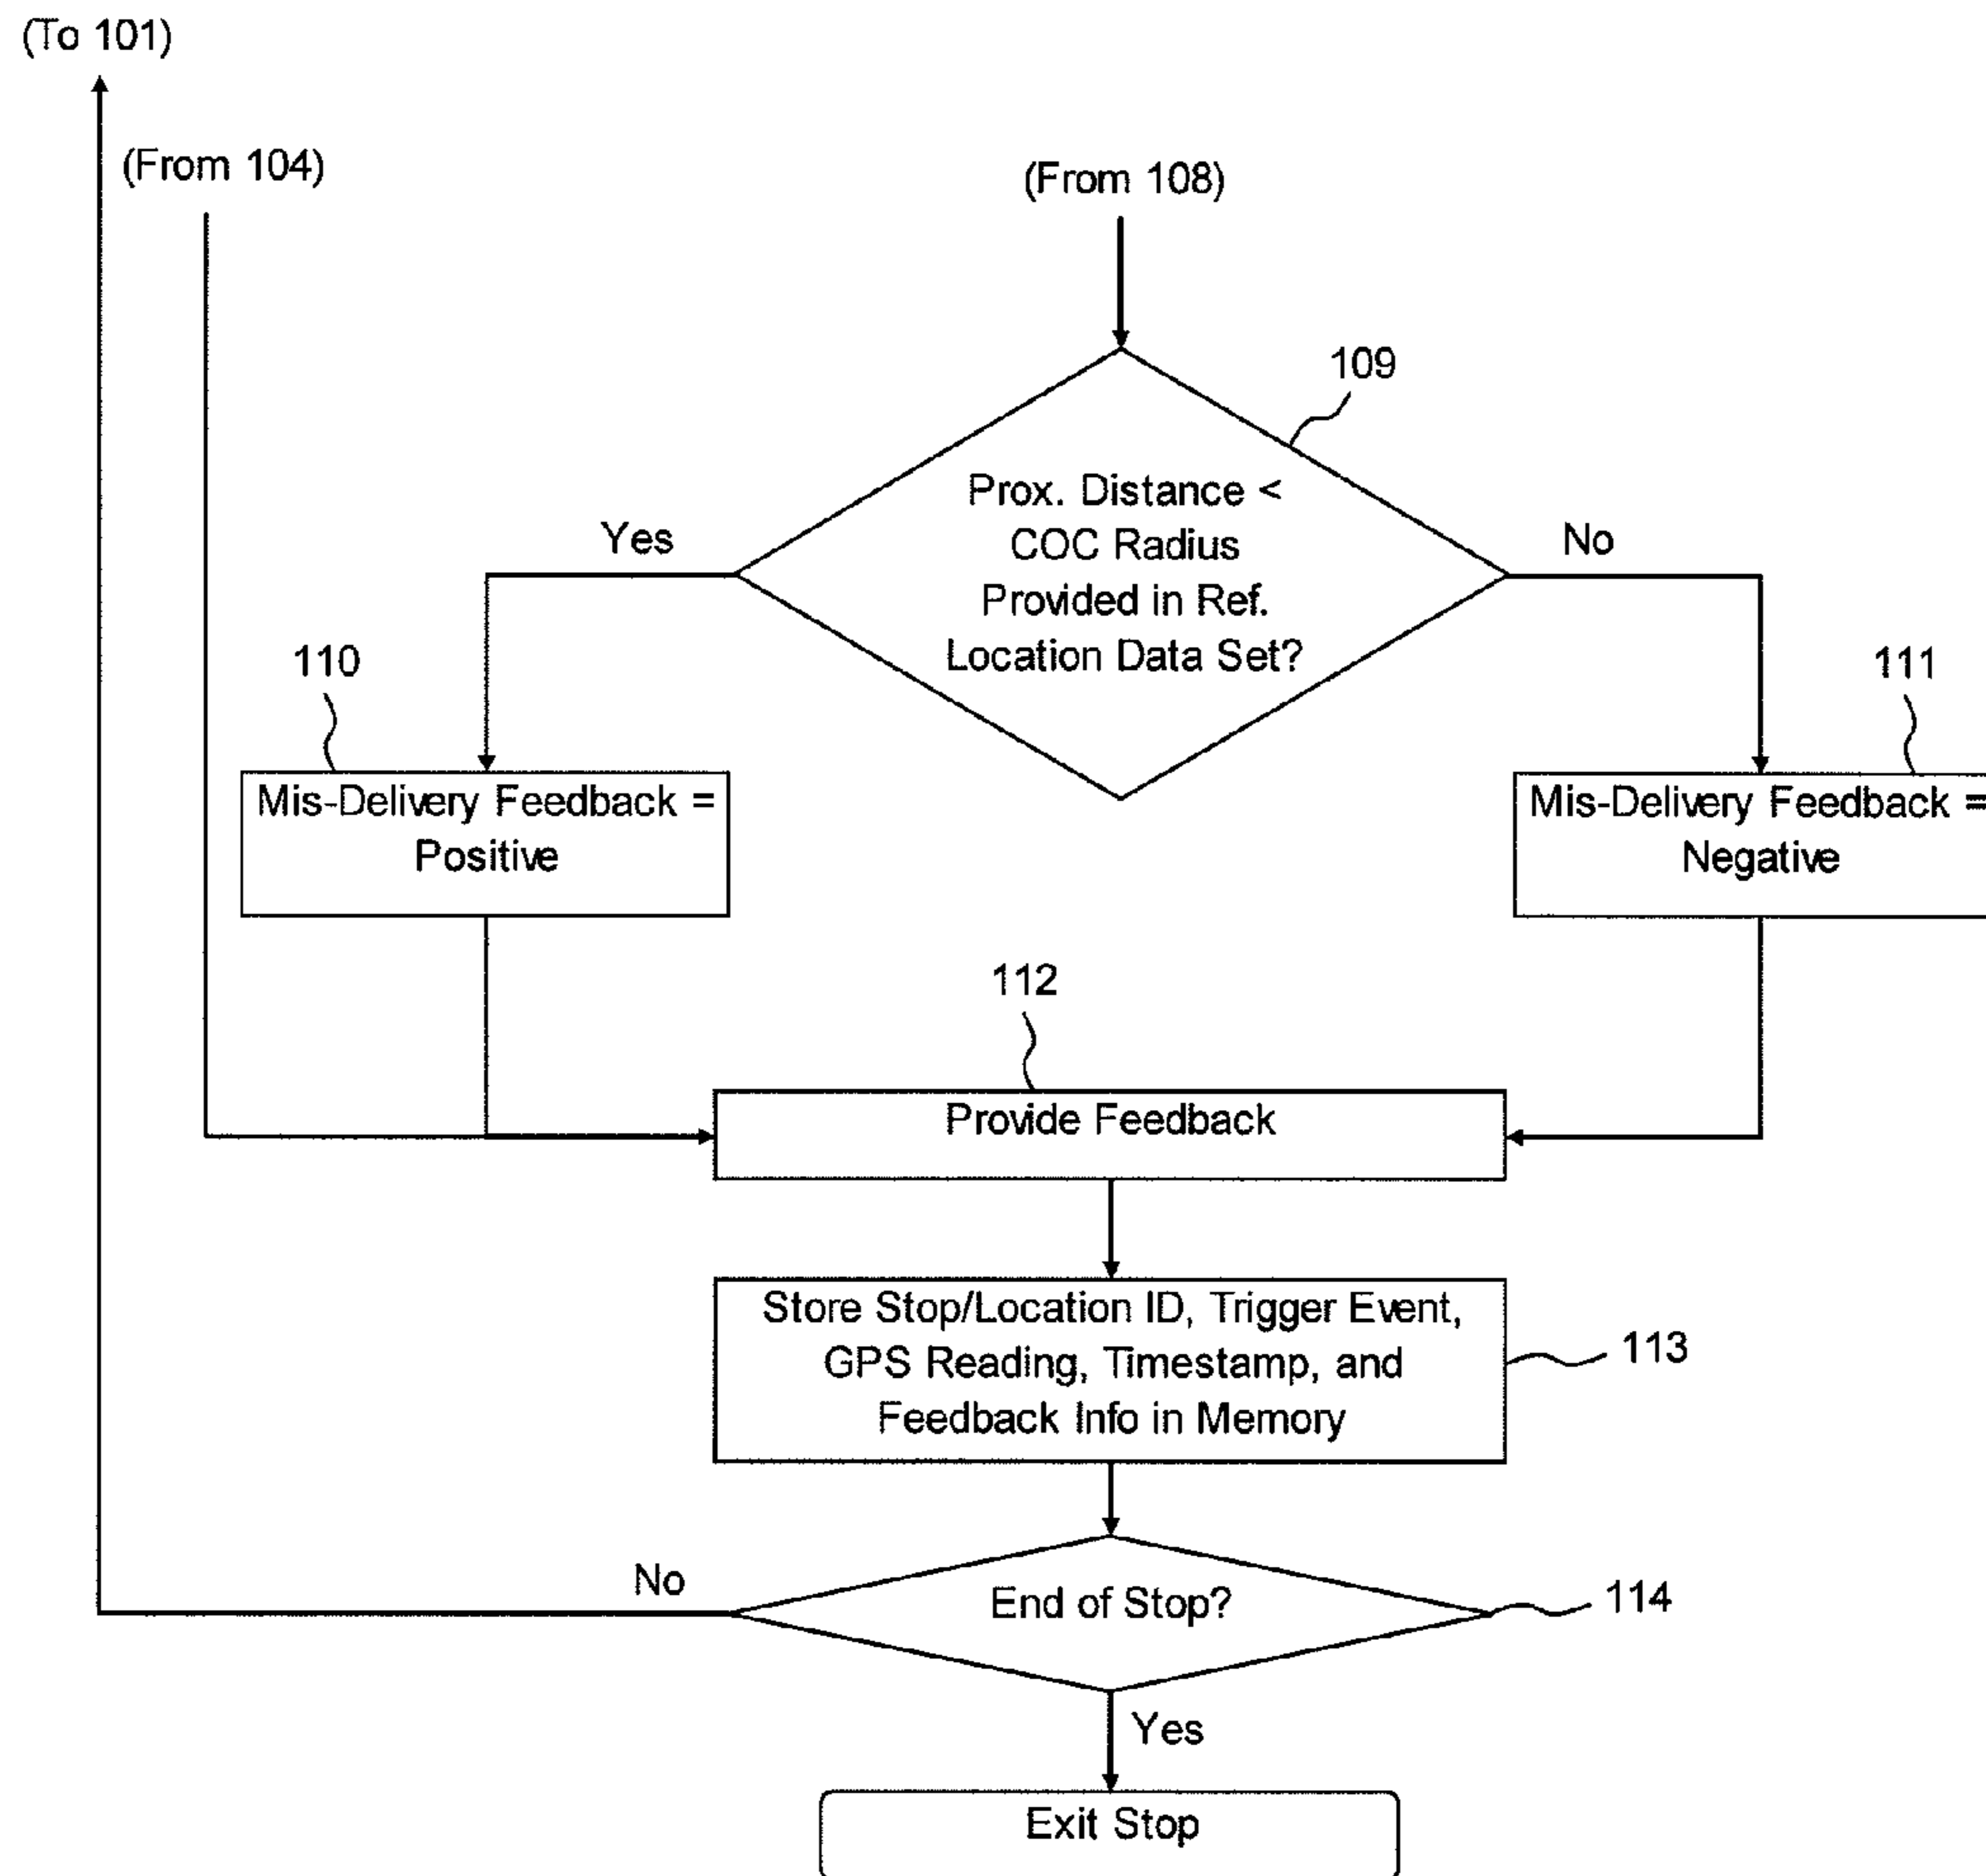 (To 101)
(From 104)
(From 108)
109
Prox. Distance <
COC Radius
Provided in Ref.
Location Data Set?
Yes
No
110
111
Mis-Delivery Feedback =
Positive
Mis-Delivery Feedback =
Negative
112
Provide Feedback
Store Stop/Location ID, Trigger Event,
GPS Reading, Timestamp, and
Feedback Info in Memory
113
No
End of Stop?
114
Yes
Exit Stop